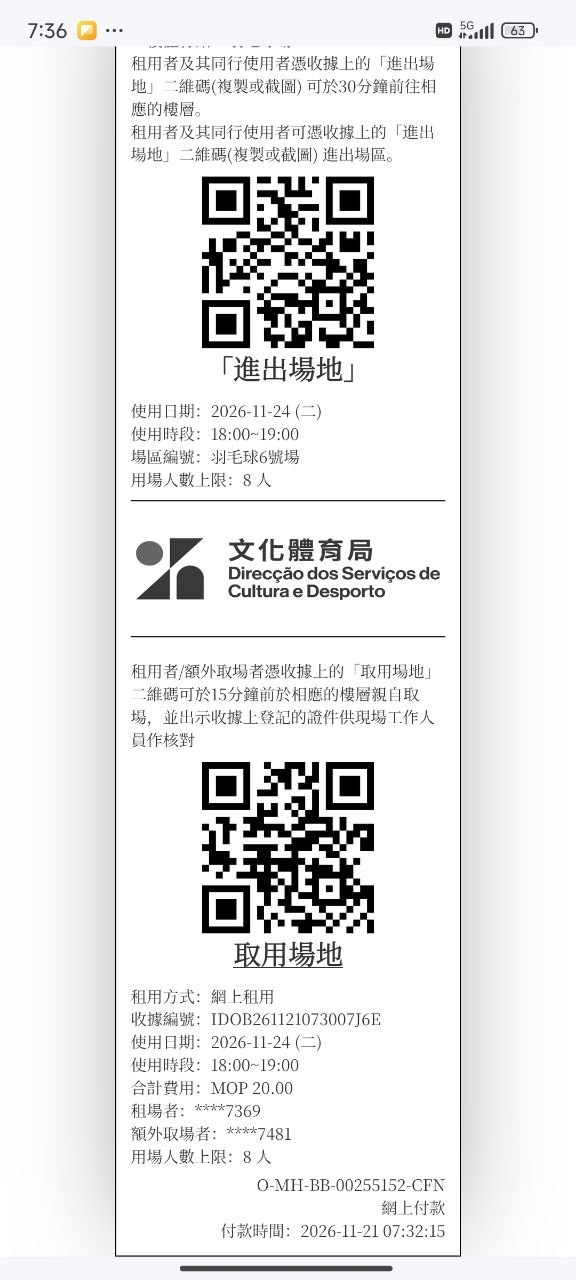 7:36
HD 5G 63
租用者及其同行使用者憑收據上的「進出場
地」二維碼(複製或截圖) 可於30分鐘前往相
應的樓層。
租用者及其同行使用者可憑收據上的「進出
場地」二維碼(複製或截圖) 進出場區。
「進出場地」
使用日期：2026-11-24 (二)
使用時段：18:00~19:00
場區編號：羽毛球6號場
用場人數上限：8 人
文化體育局
Direcção dos Serviços de
Cultura e Desporto
租用者/額外取場者憑收據上的「取用場地」
二維碼可於15分鐘前於相應的樓層親自取
場，並出示收據上登記的證件供現場工作人
員作核對
取用場地
租用方式：網上租用
收據編號：IDOB261121073007J6E
使用日期：2026-11-24 (二)
使用時段：18:00~19:00
合計費用：MOP 20.00
租場者：****7369
額外取場者：****7481
用場人數上限：8 人
O-MH-BB-00255152-CFN
網上付款
付款時間：2026-11-21 07:32:15